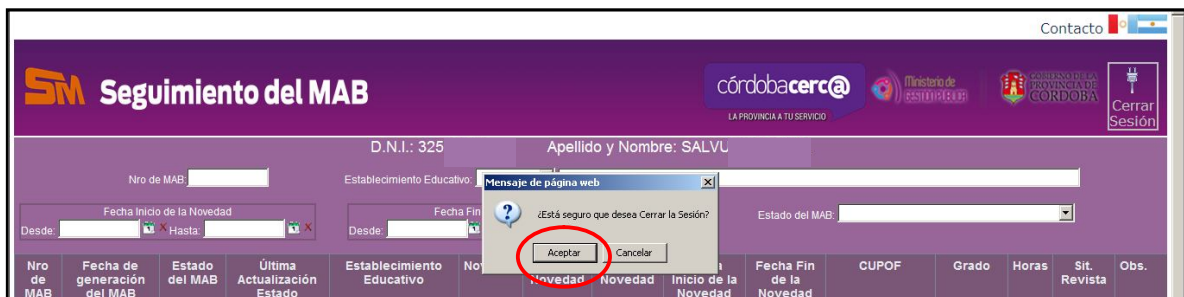 Contacto
SM Seguimiento del MAB
córdobacerc@
LA PROVINCIA A TU SERVICIO
Ministerio de
GESTIÓN PÚBLICA
GOBIERNO DE LA
PROVINCIA DE
CÓRDOBA
Cerrar
Sesión
D.N.I.: 325 Apellido y Nombre: SALVU
Nro de MAB: Establecimiento Educativo:
Mensaje de página web
¿Está seguro que desea Cerrar la Sesión?
Aceptar Cancelar
Fecha Inicio de la Novedad
Desde: Hasta:
Fecha Fin
Desde:
Estado del MAB:
Nro de MAB
Fecha de generación del MAB
Estado del MAB
Última Actualización Estado
Establecimiento Educativo
Novedad
Novedad
Inicio de la Novedad
Fecha Fin de la Novedad
CUPOF
Grado
Horas
Sit. Revista
Obs.